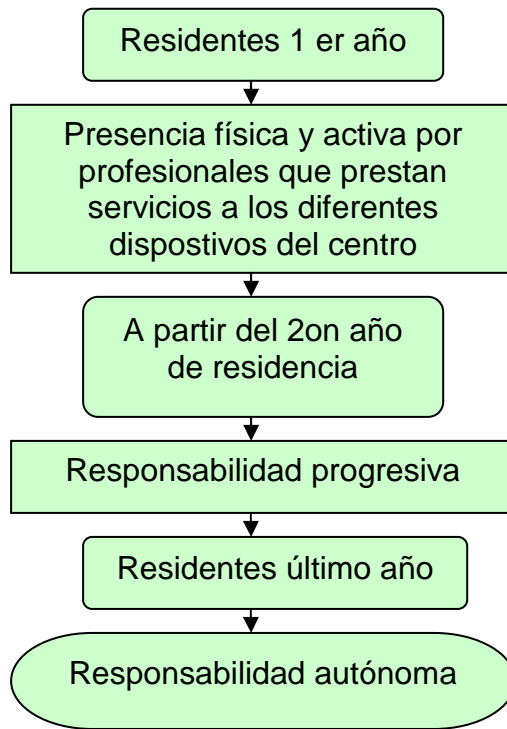 Residentes 1 er año
Presencia física y activa por
profesionales que prestan
servicios a los diferentes
dispostivos del centro
A partir del 2on año
de residencia
Responsabilidad progresiva
Residentes último año
Responsabilidad autónoma